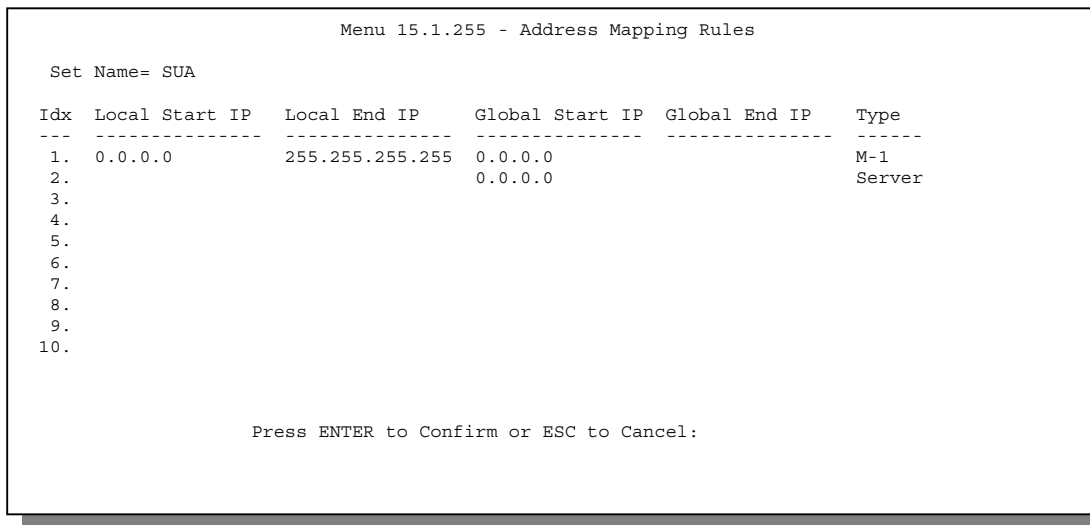 Menu 15.1.255 - Address Mapping Rules
Set Name= SUA
Idx  Local Start IP   Local End IP     Global Start IP  Global End IP    Type
---  ---------------  ---------------  ---------------  ---------------  ------
1.  0.0.0.0          255.255.255.255  0.0.0.0                           M-1
2.                                    0.0.0.0                           Server
3.
4.
5.
6.
7.
8.
9.
10.
Press ENTER to Confirm or ESC to Cancel: